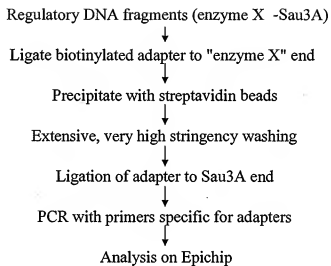 Regulatory DNA fragments (enzyme X -Sau3A)
Ligate biotinylated adapter to "enzyme X" end
Precipitate with streptavidin beads
Extensive, very high stringency washing
Ligation of adapter to Sau3A end
PCR with primers specific for adapters
Analysis on Epichip